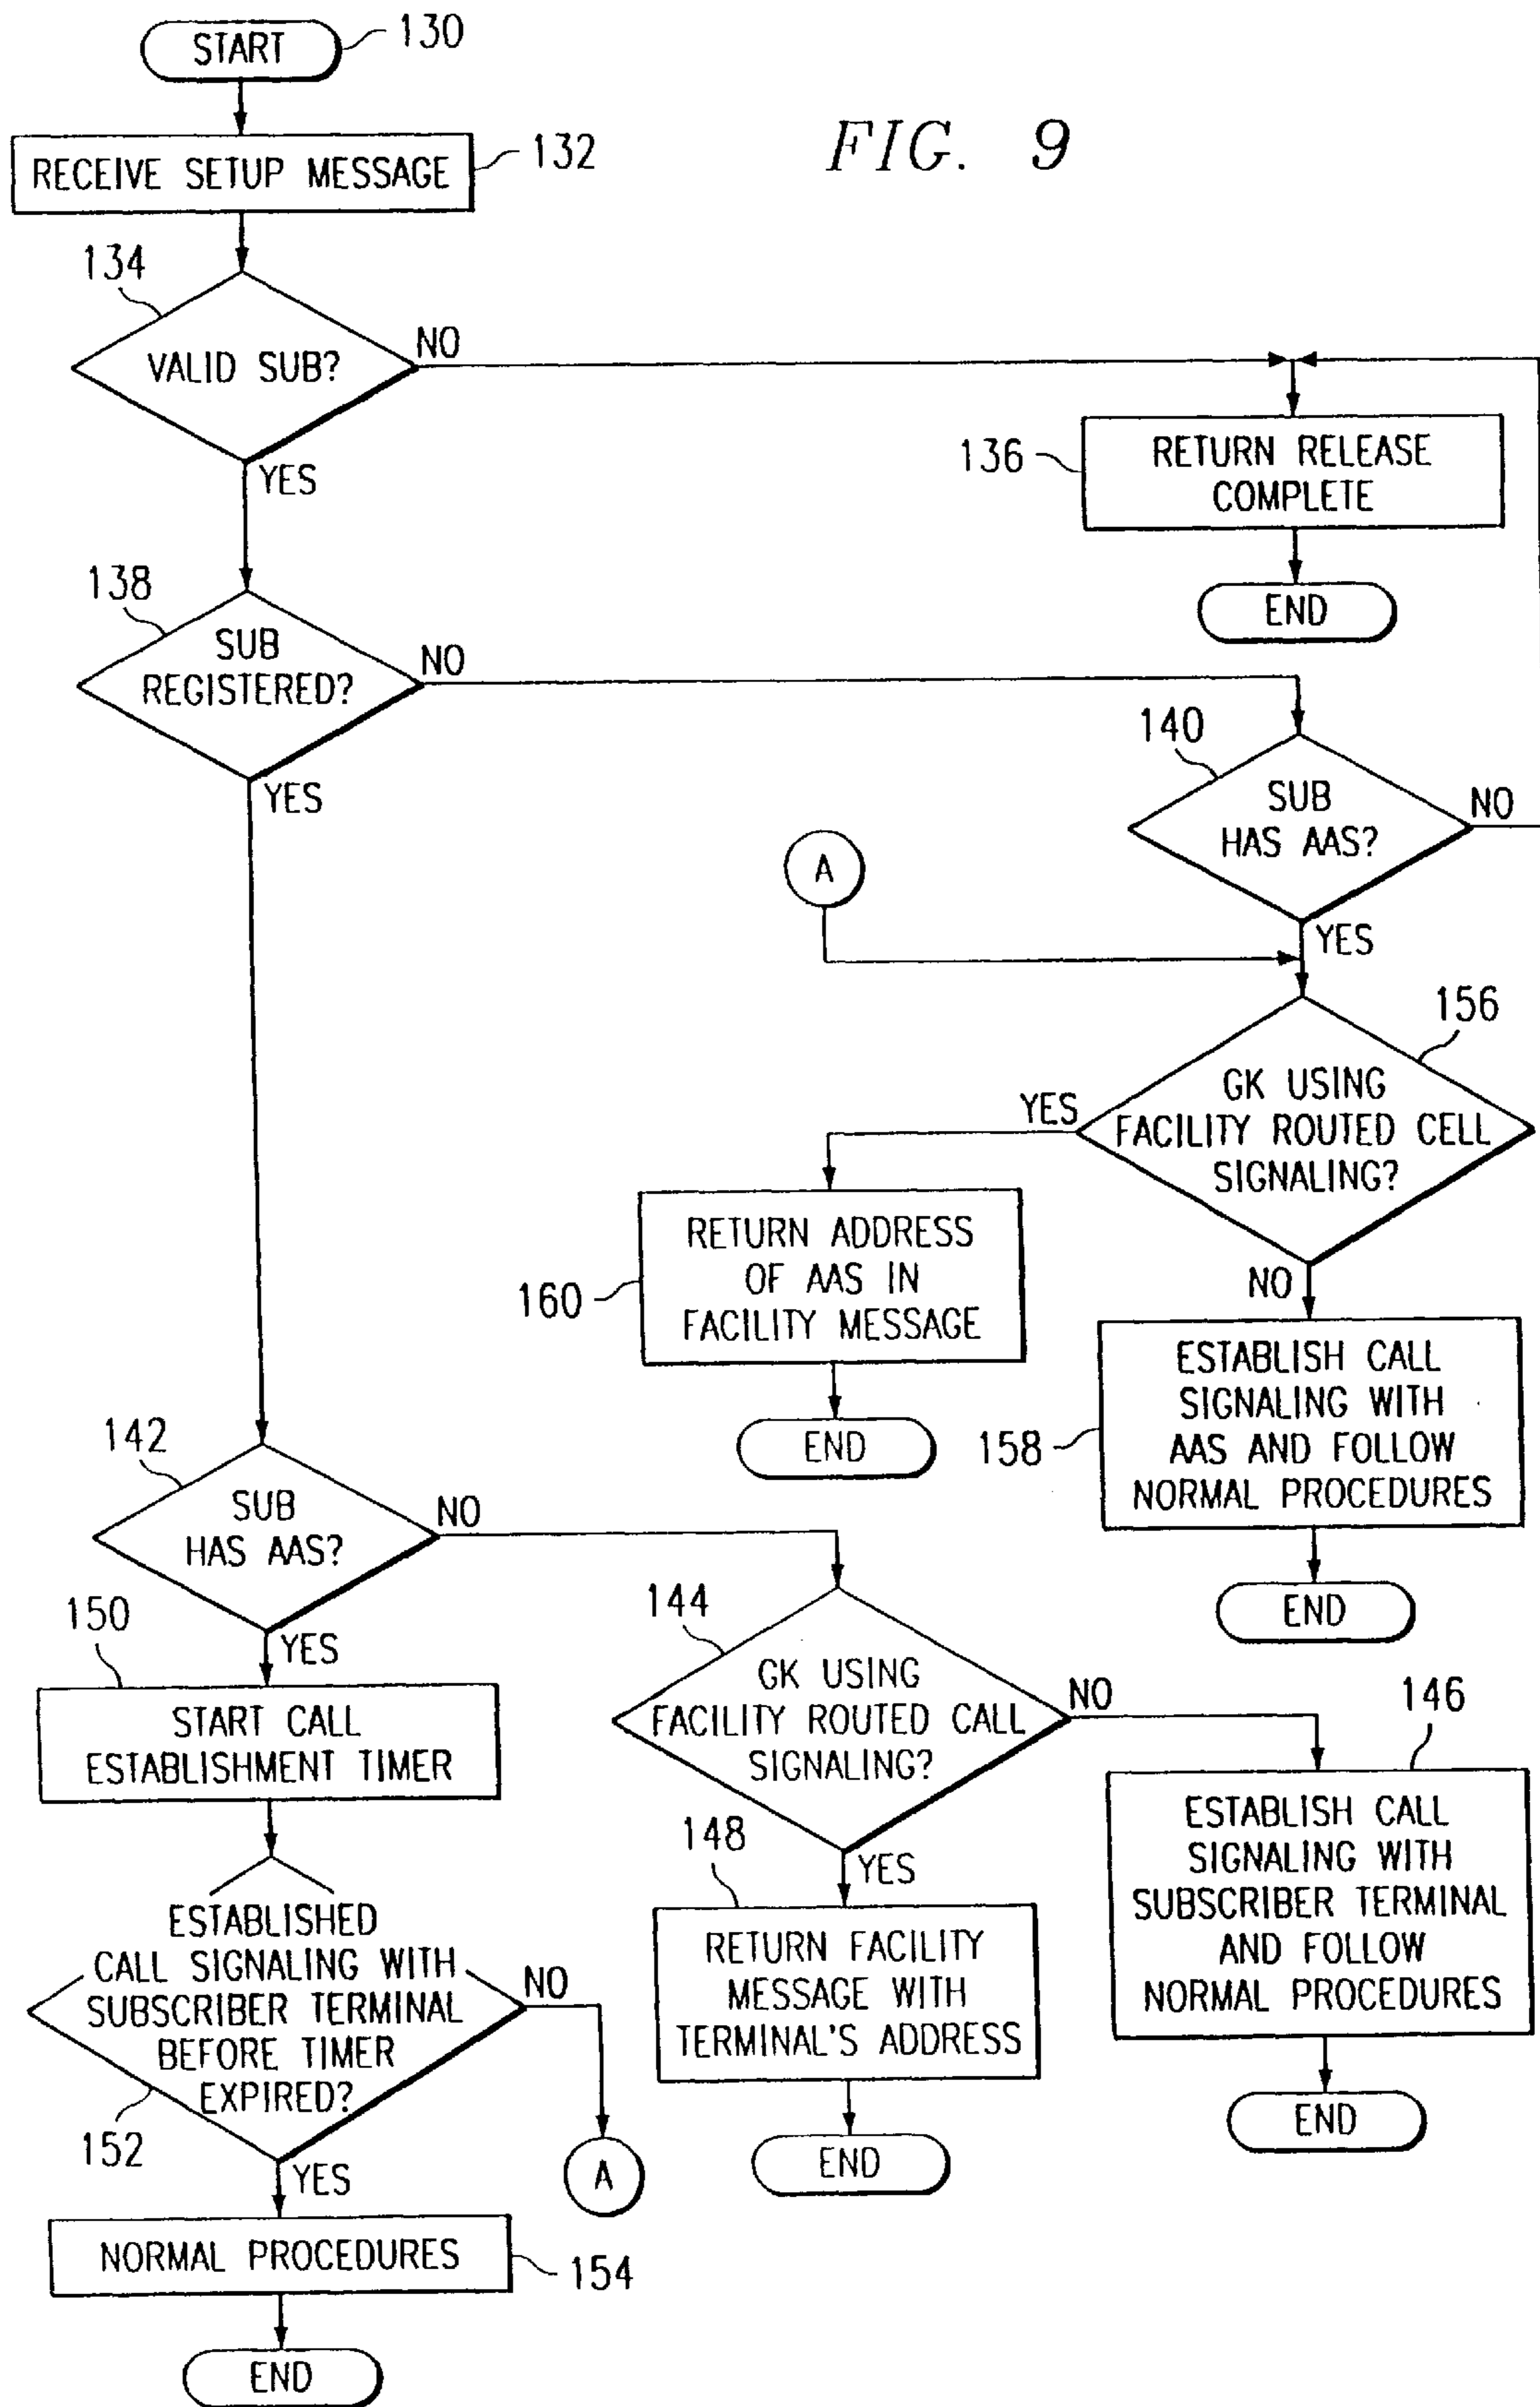 START
130
FIG. 9
RECEIVE SETUP MESSAGE
132
134
VALID SUB?
NO
YES
136
RETURN RELEASE
COMPLETE
END
138
SUB
REGISTERED?
NO
YES
140
SUB
HAS AAS?
NO
YES
A
156
GK USING
FACILITY ROUTED CELL
SIGNALING?
YES
NO
160
RETURN ADDRESS
OF AAS IN
FACILITY MESSAGE
END
158
ESTABLISH CALL
SIGNALING WITH
AAS AND FOLLOW
NORMAL PROCEDURES
END
142
SUB
HAS AAS?
NO
YES
144
GK USING
FACILITY ROUTED CALL
SIGNALING?
NO
YES
146
ESTABLISH CALL
SIGNALING WITH
SUBSCRIBER TERMINAL
AND FOLLOW
NORMAL PROCEDURES
END
148
RETURN FACILITY
MESSAGE WITH
TERMINAL'S ADDRESS
END
150
START CALL
ESTABLISHMENT TIMER
ESTABLISHED
CALL SIGNALING WITH
SUBSCRIBER TERMINAL
BEFORE TIMER
EXPIRED?
152
NO
A
YES
NORMAL PROCEDURES
154
END